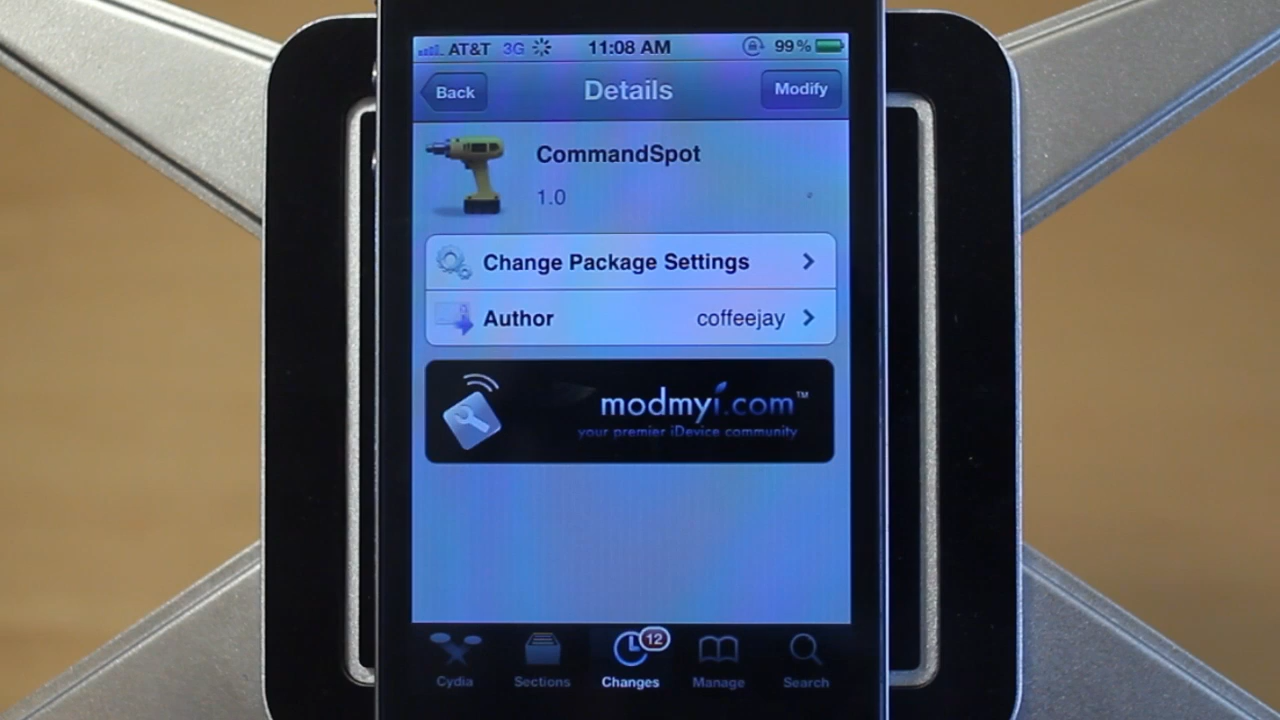 AT&T 3G 11:08 AM 99%
Back Details Modify
CommandSpot
1.0
Change Package Settings
Author coffeejay
modmyi.com™
your premier iDevice community
12
Cydia Sections Changes Manage Search